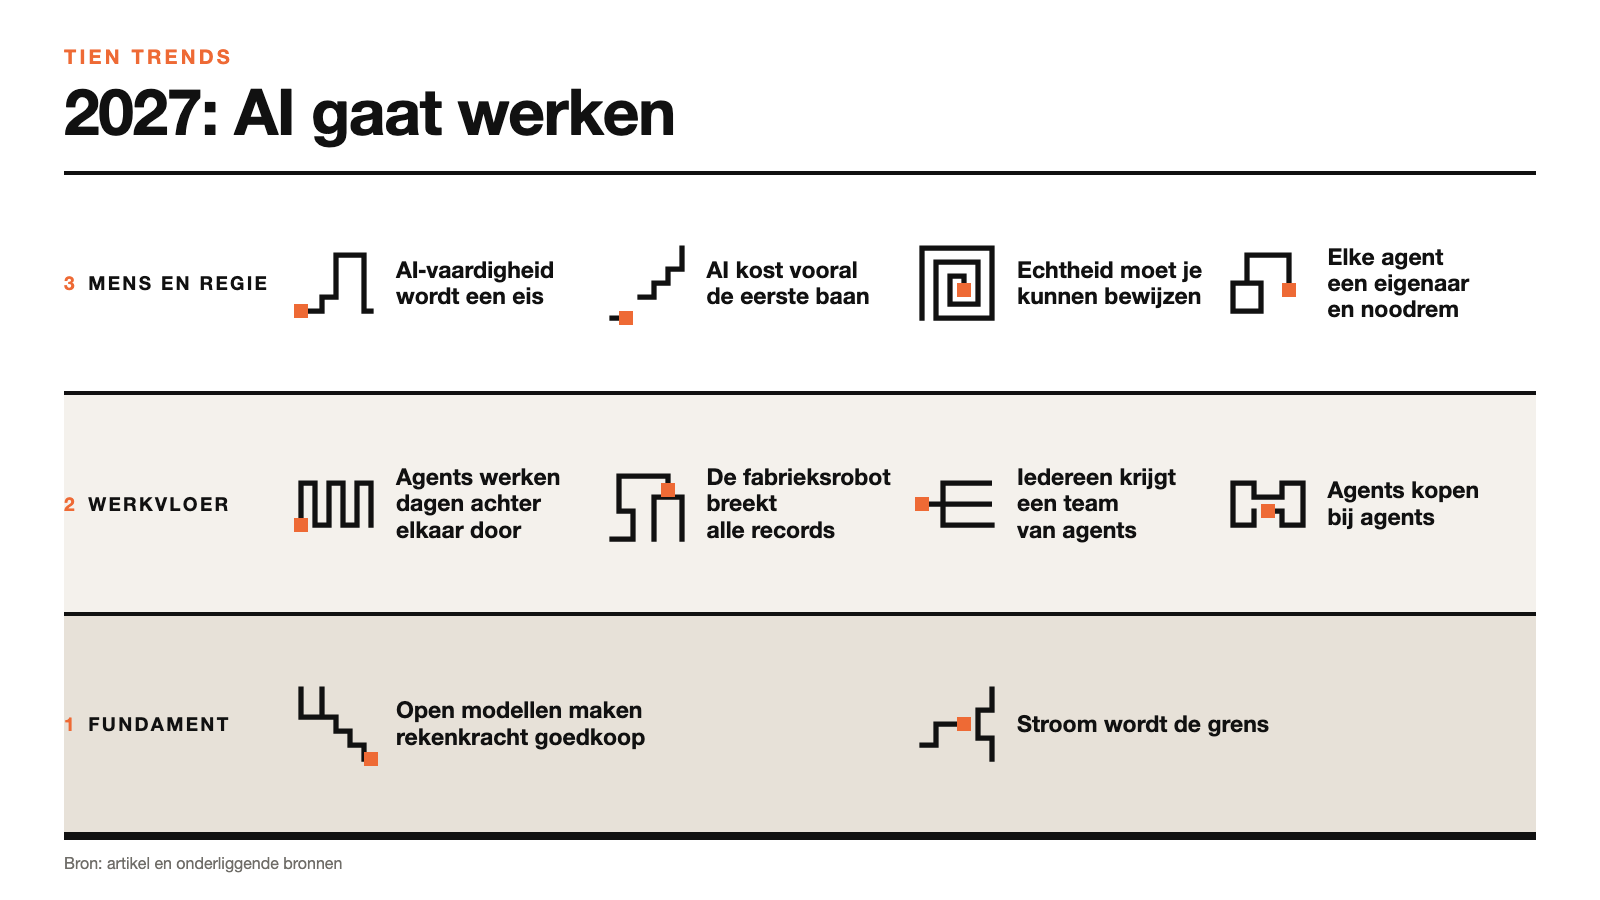 TIEN TRENDS
2027: AI gaat werken
3 MENS EN REGIE
AI-vaardigheid
wordt een eis
AI kost vooral
de eerste baan
Echtheid moet je
kunnen bewijzen
Elke agent
een eigenaar
en noodrem
2 WERKVLOER
Agents werken
dagen achter
elkaar door
De fabrieksrobot
breekt
alle records
Iedereen krijgt
een team
van agents
Agents kopen
bij agents
1 FUNDAMENT
Open modellen maken
rekenkracht goedkoop
Stroom wordt de grens
Bron: artikel en onderliggende bronnen